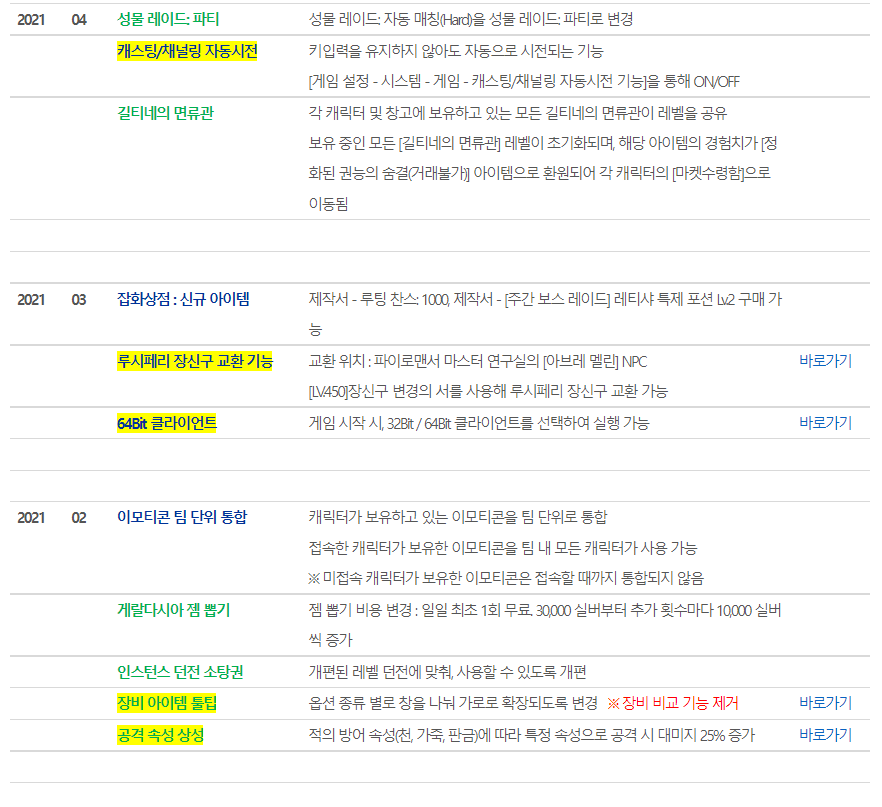 2021 04 성물 레이드: 파티 성물 레이드: 자동 매칭(Hard)을 성물 레이드: 파티로 변경
캐스팅/채널링 자동시전 키입력을 유지하지 않아도 자동으로 시전되는 기능
[게임 설정 - 시스템 - 게임 - 캐스팅/채널링 자동시전 기능]을 통해 ON/OFF
길티네의 면류관 각 캐릭터 및 창고에 보유하고 있는 모든 길티네의 면류관이 레벨을 공유
보유 중인 모든 [길티네의 면류관] 레벨이 초기화되며, 해당 아이템의 경험치가 [정
화된 권능의 숨결(거래불가)] 아이템으로 환원되어 각 캐릭터의 [마켓수령함]으로
이동됨
2021 03 잡화상점 : 신규 아이템 제작서 - 루팅 찬스: 1000, 제작서 - [주간 보스 레이드] 레티샤 특제 포션 Lv2 구매 가
능
루시페리 장신구 교환 기능 교환 위치 : 파이로맨서 마스터 연구실의 [아브레 멜린] NPC 바로가기
[LV.450]장신구 변경의 서를 사용해 루시페리 장신구 교환 가능
64Bit 클라이언트 게임 시작 시, 32Bit / 64Bit 클라이언트를 선택하여 실행 가능 바로가기
2021 02 이모티콘 팀 단위 통합 캐릭터가 보유하고 있는 이모티콘을 팀 단위로 통합
접속한 캐릭터가 보유한 이모티콘을 팀 내 모든 캐릭터가 사용 가능
※ 미접속 캐릭터가 보유한 이모티콘은 접속할 때까지 통합되지 않음
게랄다시아 젬 뽑기 젬 뽑기 비용 변경 : 일일 최초 1회 무료. 30,000 실버부터 추가 횟수마다 10,000 실버
씩 증가
인스턴스 던전 소탕권 개편된 레벨 던전에 맞춰, 사용할 수 있도록 개편
장비 아이템 툴팁 옵션 종류 별로 창을 나눠 가로로 확장되도록 변경 ※ 장비 비교 기능 제거 바로가기
공격 속성 상성 적의 방어 속성(천, 가죽, 판금)에 따라 특정 속성으로 공격 시 대미지 25% 증가 바로가기